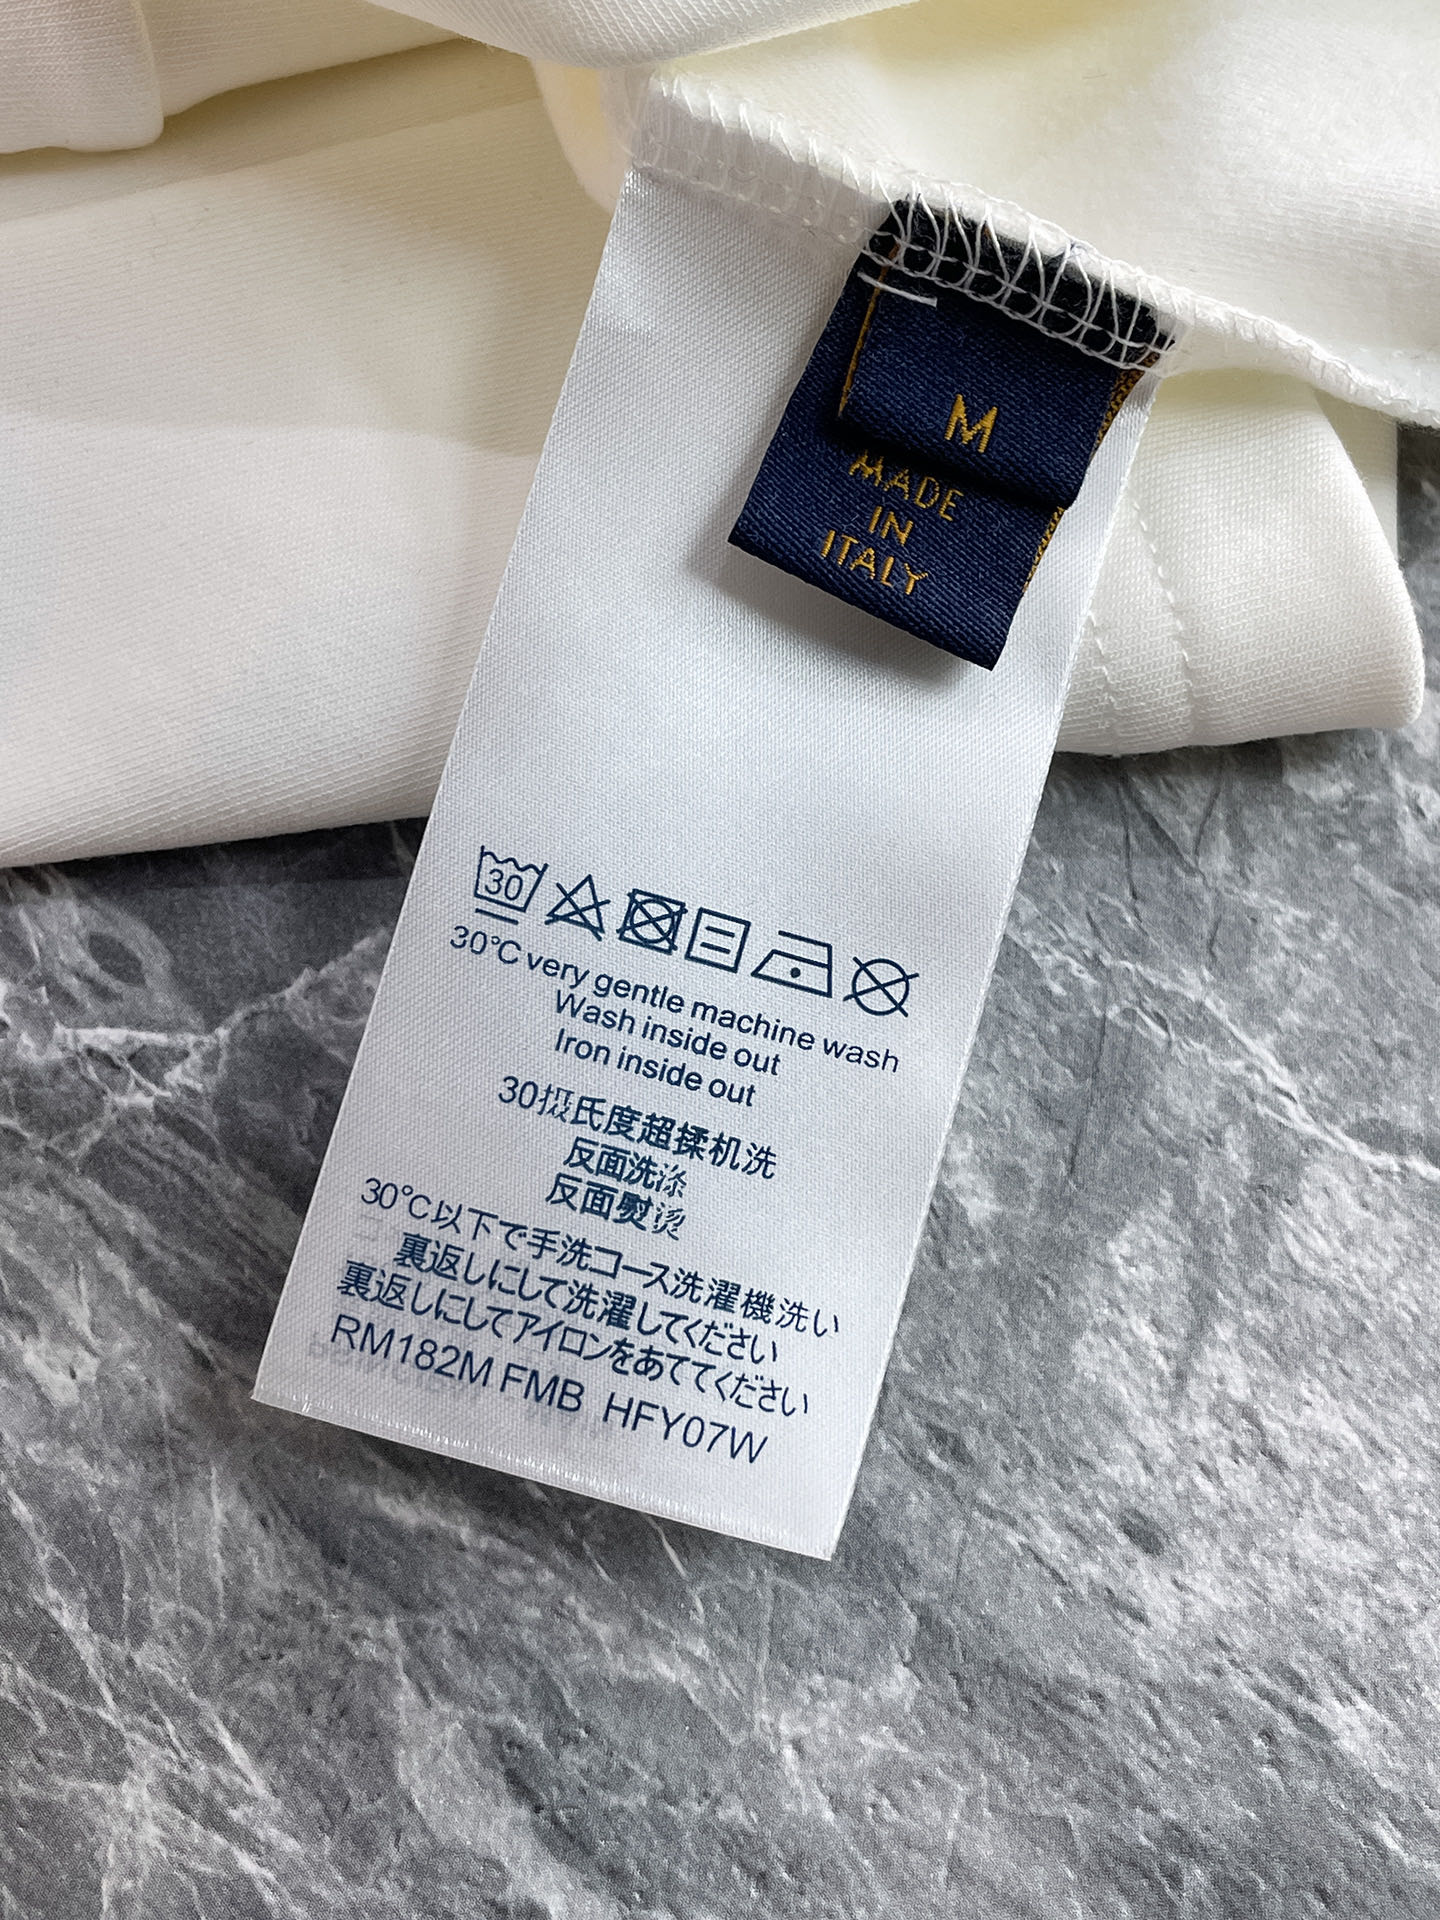 M
MADE
IN
ITALY
30
30℃ very gentle machine wash
Wash inside out
Iron inside out
30摄氏度超揉机洗
反面洗涤
反面熨烫
30℃以下で手洗コース洗濯機洗い
裏返しにして洗濯してください
裏返しにしてアイロンをあててください
RM182M FMB HFY07W